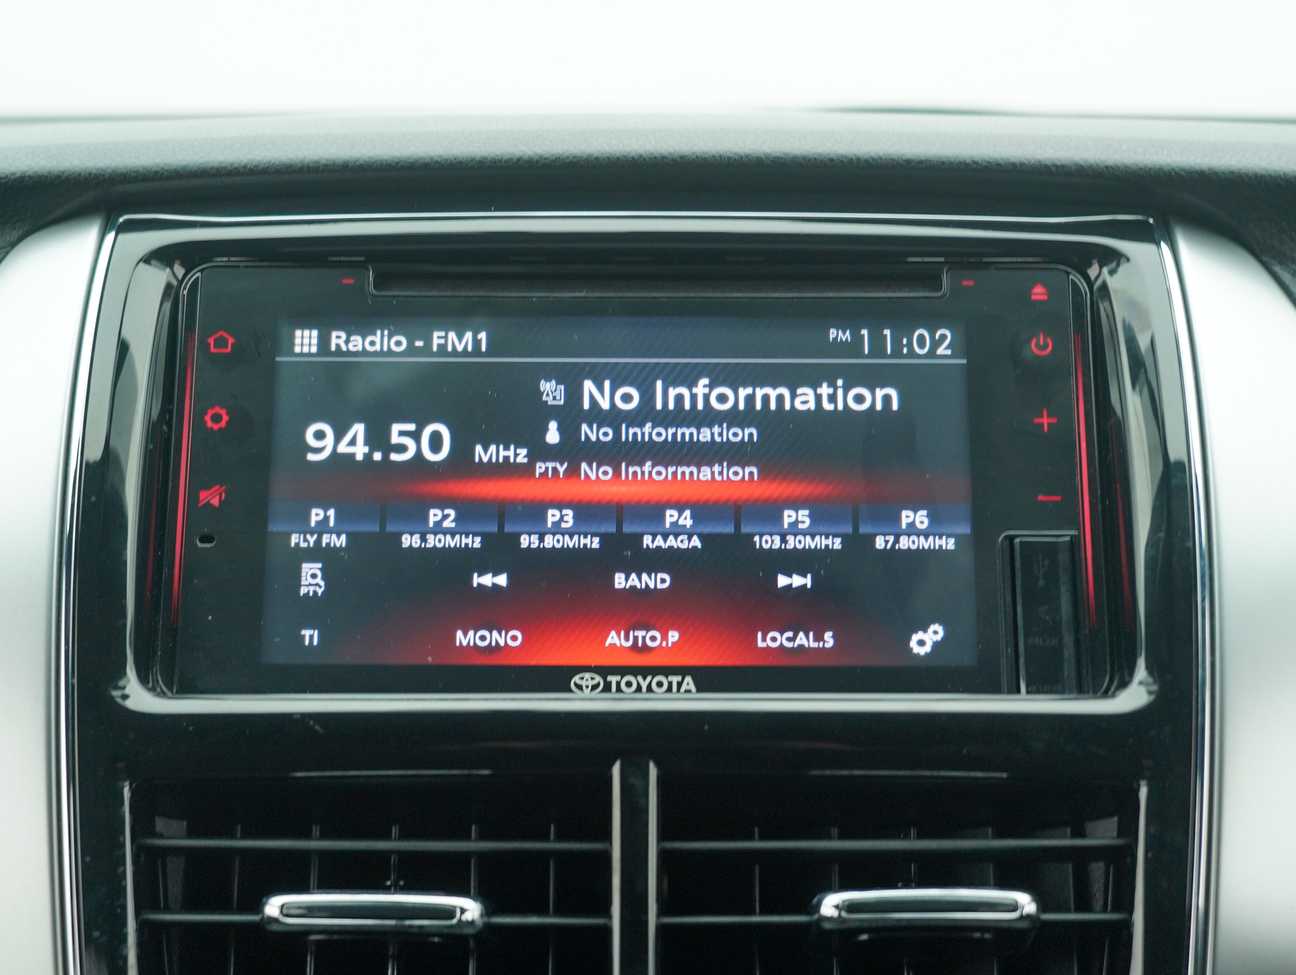 Radio - FM1
PM 11:02
No Information
94.50 MHz
No Information
PTY No Information
P1 P2 P3 P4 P5 P6
FLY FM 96.30MHz 95.80MHz RAAGA 103.30MHz 87.80MHz
PTY
BAND
TI MONO AUTO.P LOCAL.S
TOYOTA